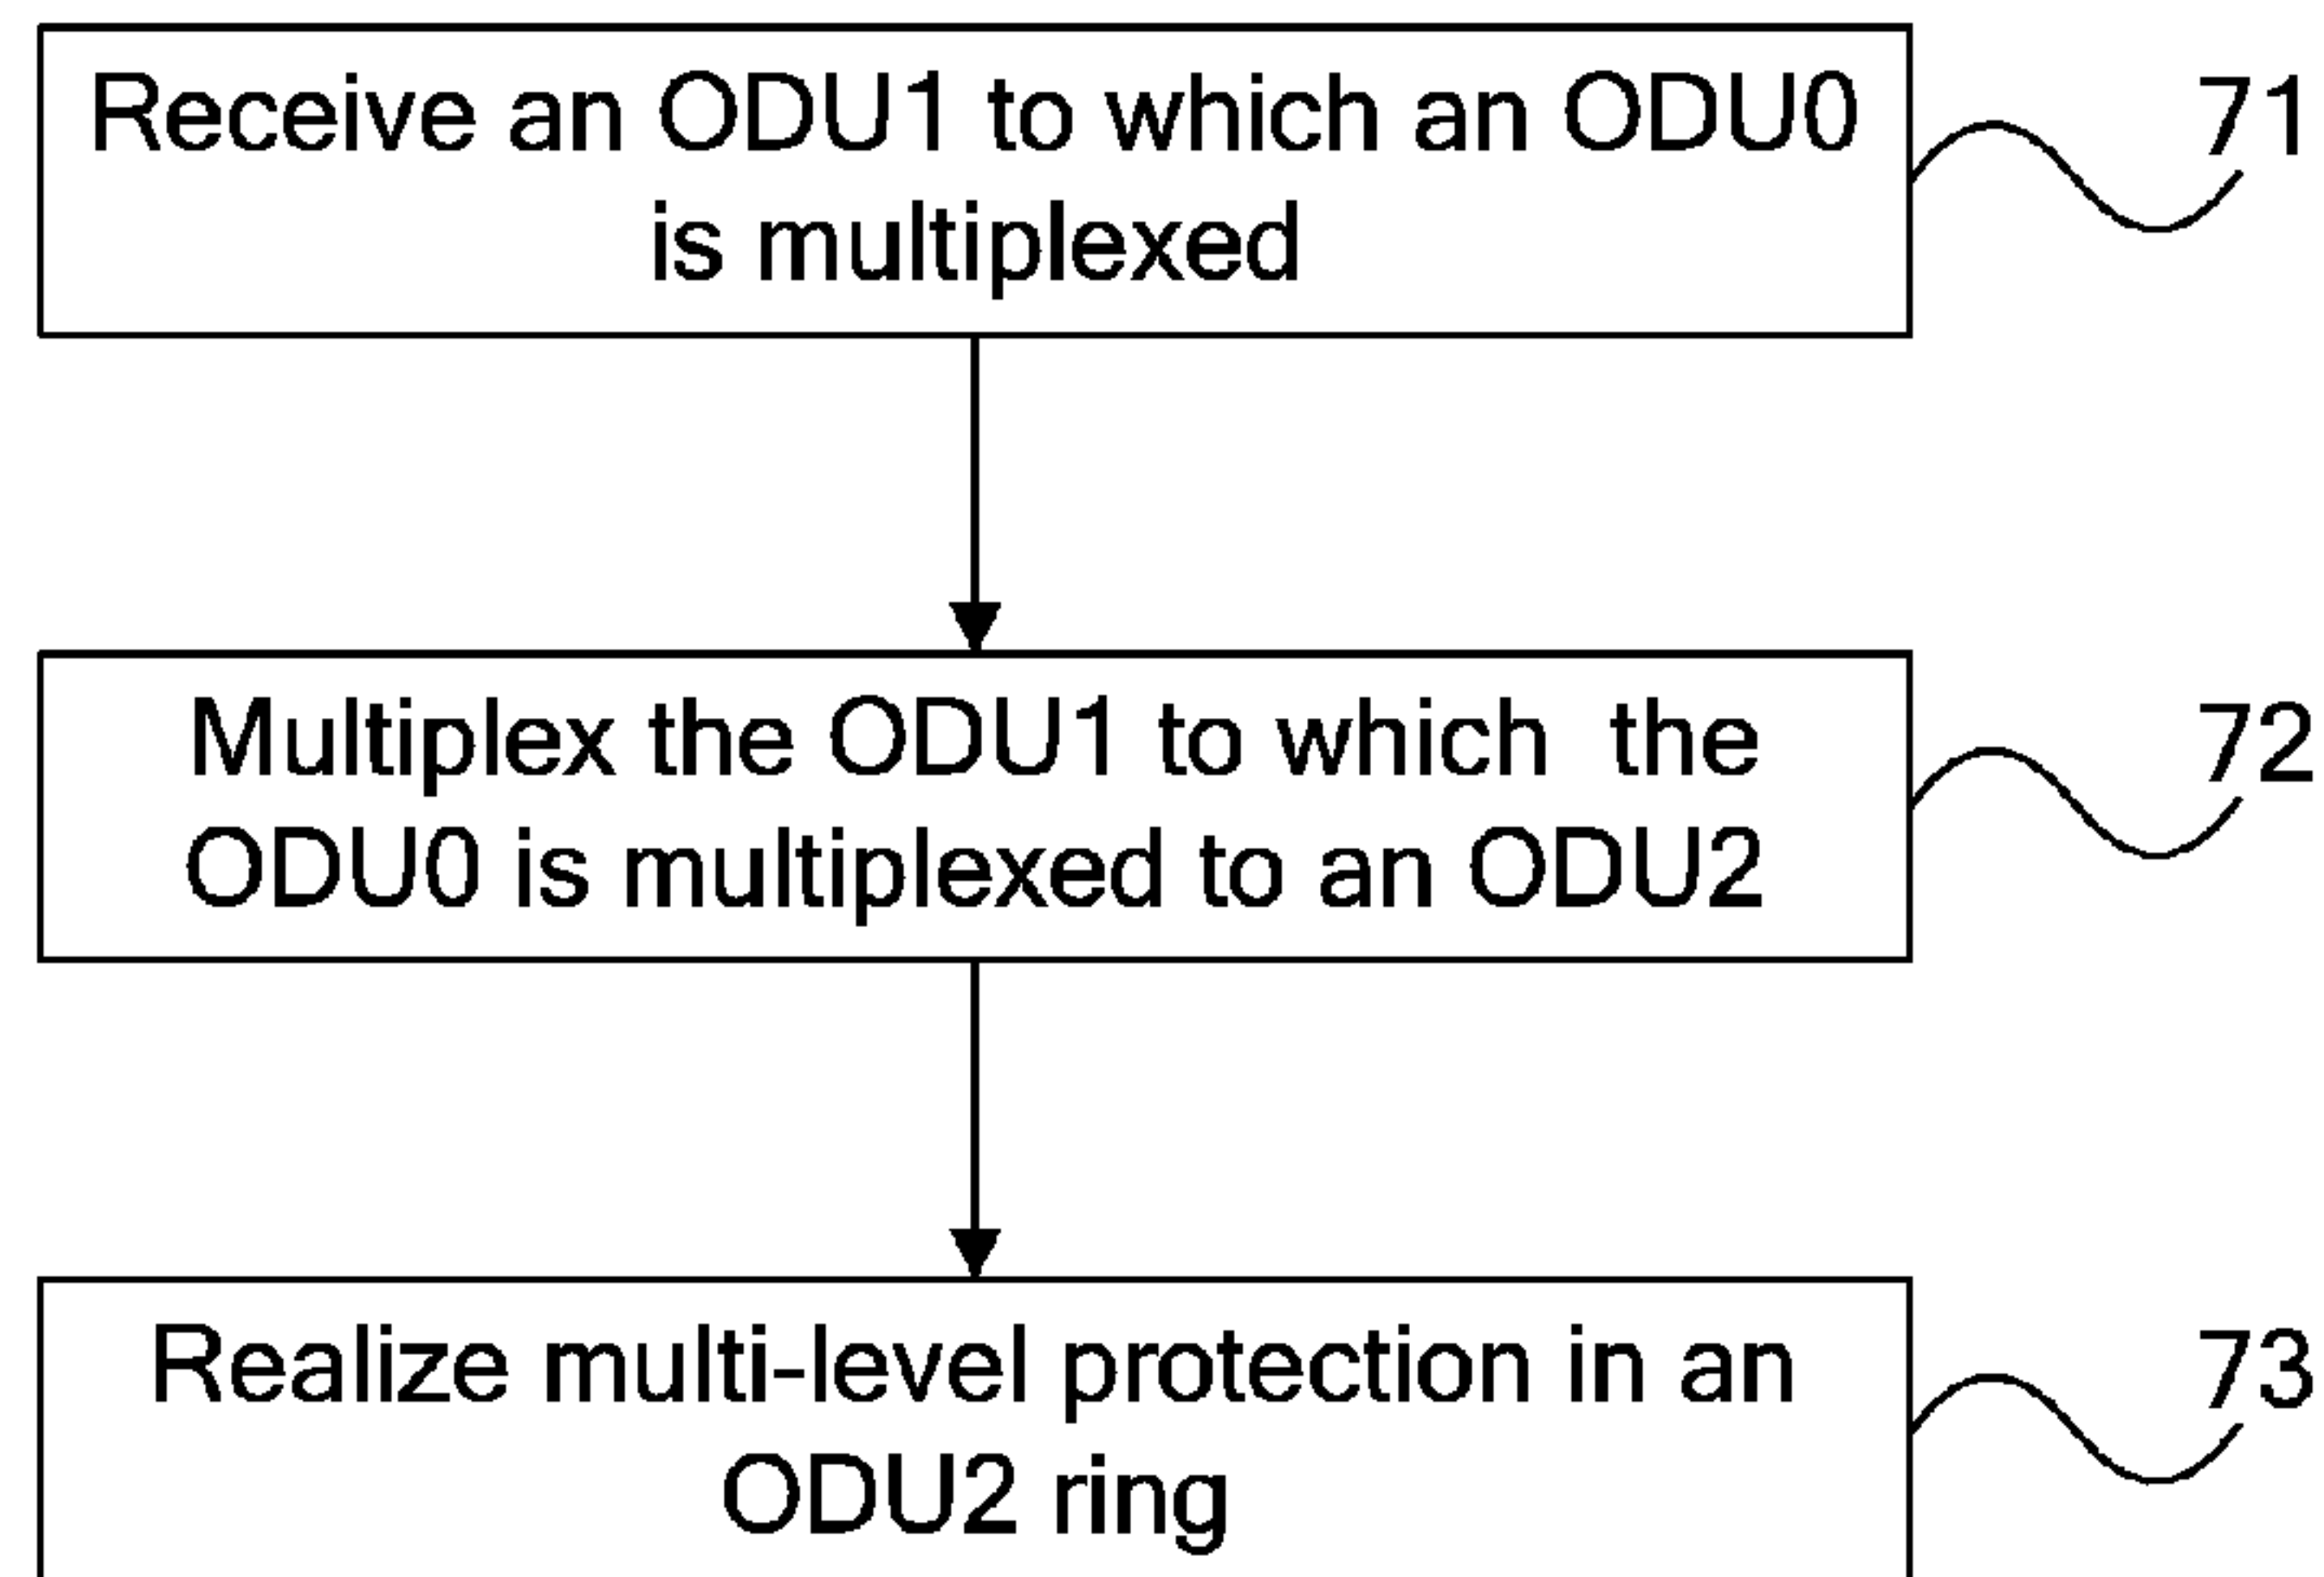 Receive an ODU1 to which an ODU0
is multiplexed
71
Multiplex the ODU1 to which the
ODU0 is multiplexed to an ODU2
72
Realize multi-level protection in an
ODU2 ring
73